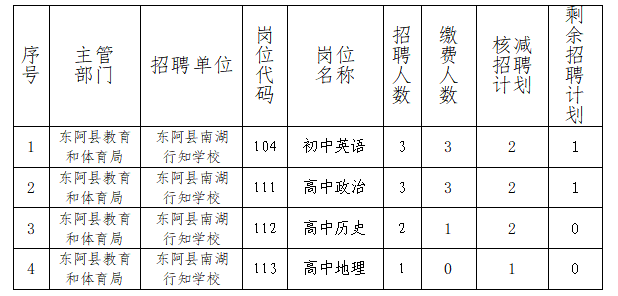 序号
主管
部门
招聘单位
岗位代码
岗位
名称
招聘人数
缴费人数
核减
招聘
计划
剩余招聘计划
1
东阿县教育
和体育局
东阿县南湖
行知学校
104
初中英语
3
3
2
1
2
东阿县教育
和体育局
东阿县南湖
行知学校
111
高中政治
3
3
2
1
3
东阿县教育
和体育局
东阿县南湖
行知学校
112
高中历史
2
1
2
0
4
东阿县教育
和体育局
东阿县南湖
行知学校
113
高中地理
1
0
1
0